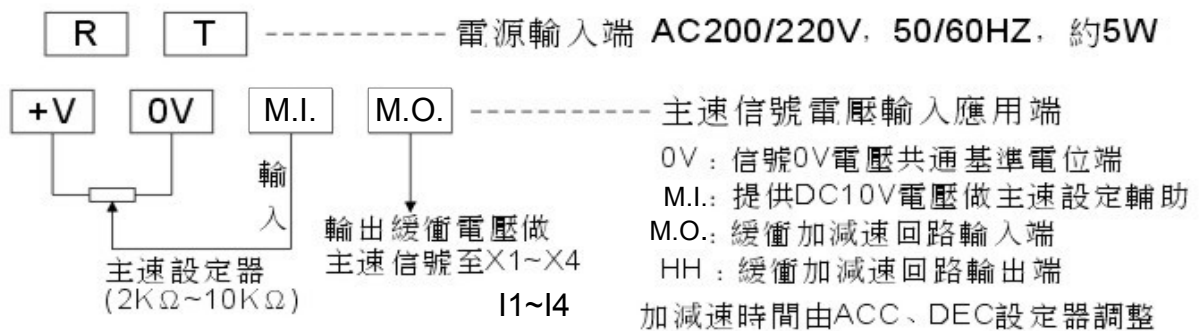 R T 電源輸入端 AC200/220V, 50/60HZ, 約5W
+V 0V M.I. M.O. 主速信號電壓輸入應用端
0V：信號0V電壓共通基準電位端
M.I.：提供DC10V電壓做主速設定輔助
M.O.：緩衝加減速回路輸入端
HH：緩衝加減速回路輸出端
加減速時間由ACC、DEC設定器調整
輸入
輸出緩衝電壓做
主速信號至X1~X4
I1~I4
主速設定器
(2KΩ~10KΩ)